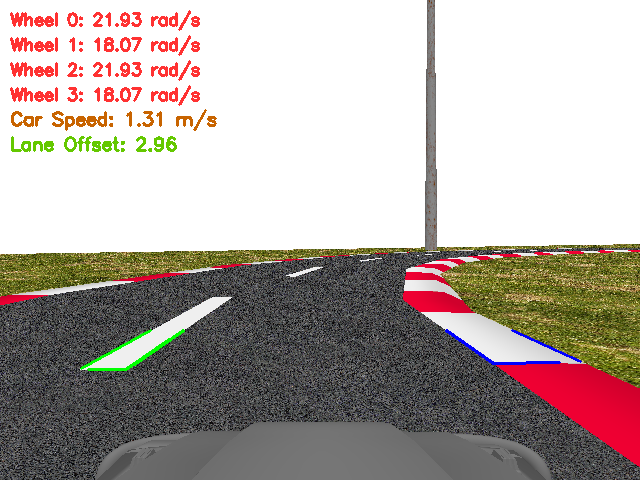 Wheel 0: 21.93 rad/s
Wheel 1: 18.07 rad/s
Wheel 2: 21.93 rad/s
Wheel 3: 18.07 rad/s
Car Speed: 1.31 m/s
Lane Offset: 2.96